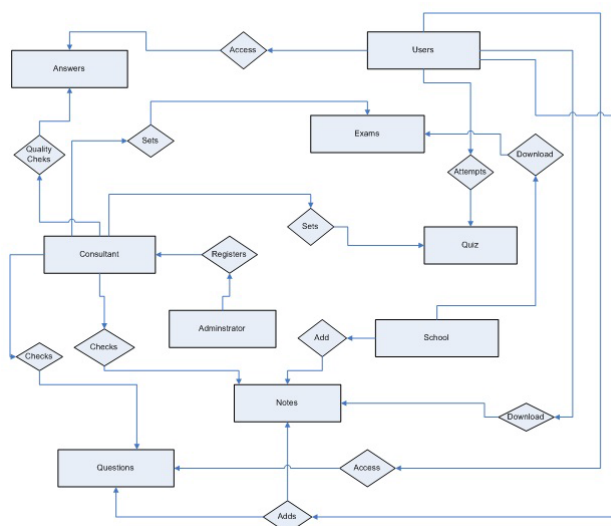 Users
Access
Answers
Exams
Sets
Quality
Cheks
Download
Attempts
Sets
Quiz
Consultant
Registers
Adminstrator
School
Add
Checks
Checks
Notes
Download
Questions
Access
Adds